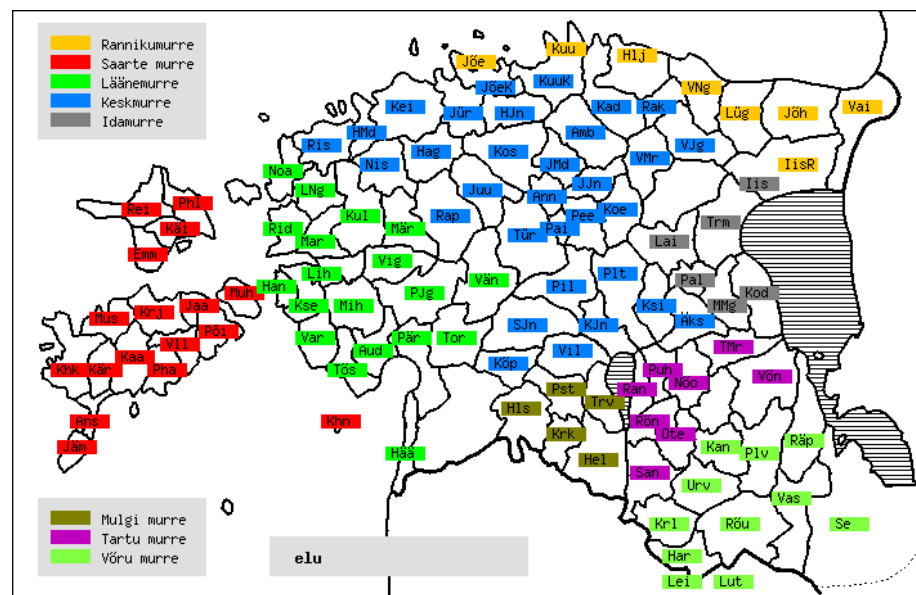 Rannikumurre
Saarte murre
Läänemurre
Keskmurre
Idamurre
Kuu
Hlj
Jõe
JõeK
KuuK
VNg
Kei
Jür
HJn
Kad
Rak
Lüg
Jöh
Vai
HMd
Ris
Amb
VJg
Hag
Kos
VMr
Nis
JMd
IisR
Noa
LNg
Juu
Ann
JJn
Iis
Rei
Phl
Käi
Kul
Rap
Pee
Koe
Trm
Rid
Mar
Mär
Tür
Pai
Lai
Emm
Vig
Lih
Han
Vän
Pil
Plt
Pal
Kod
Muh
PJg
Kse
Mih
Ksi
MMg
Jaa
Krj
Mus
Äks
Pöi
SJn
KJn
Vll
Var
Pär
Tor
TMr
Kaa
Aud
Vil
Khk
Kär
Pha
Tõs
Kõp
Puh
Nõo
Võn
Pst
Ran
Trv
Hls
Ans
Khn
Rõn
Ote
Krk
Räp
Jäm
Kan
Plv
Hää
Hel
San
Urv
Vas
Krl
Rõu
Se
Har
Lei
Lut
Mulgi murre
Tartu murre
Võru murre
elu